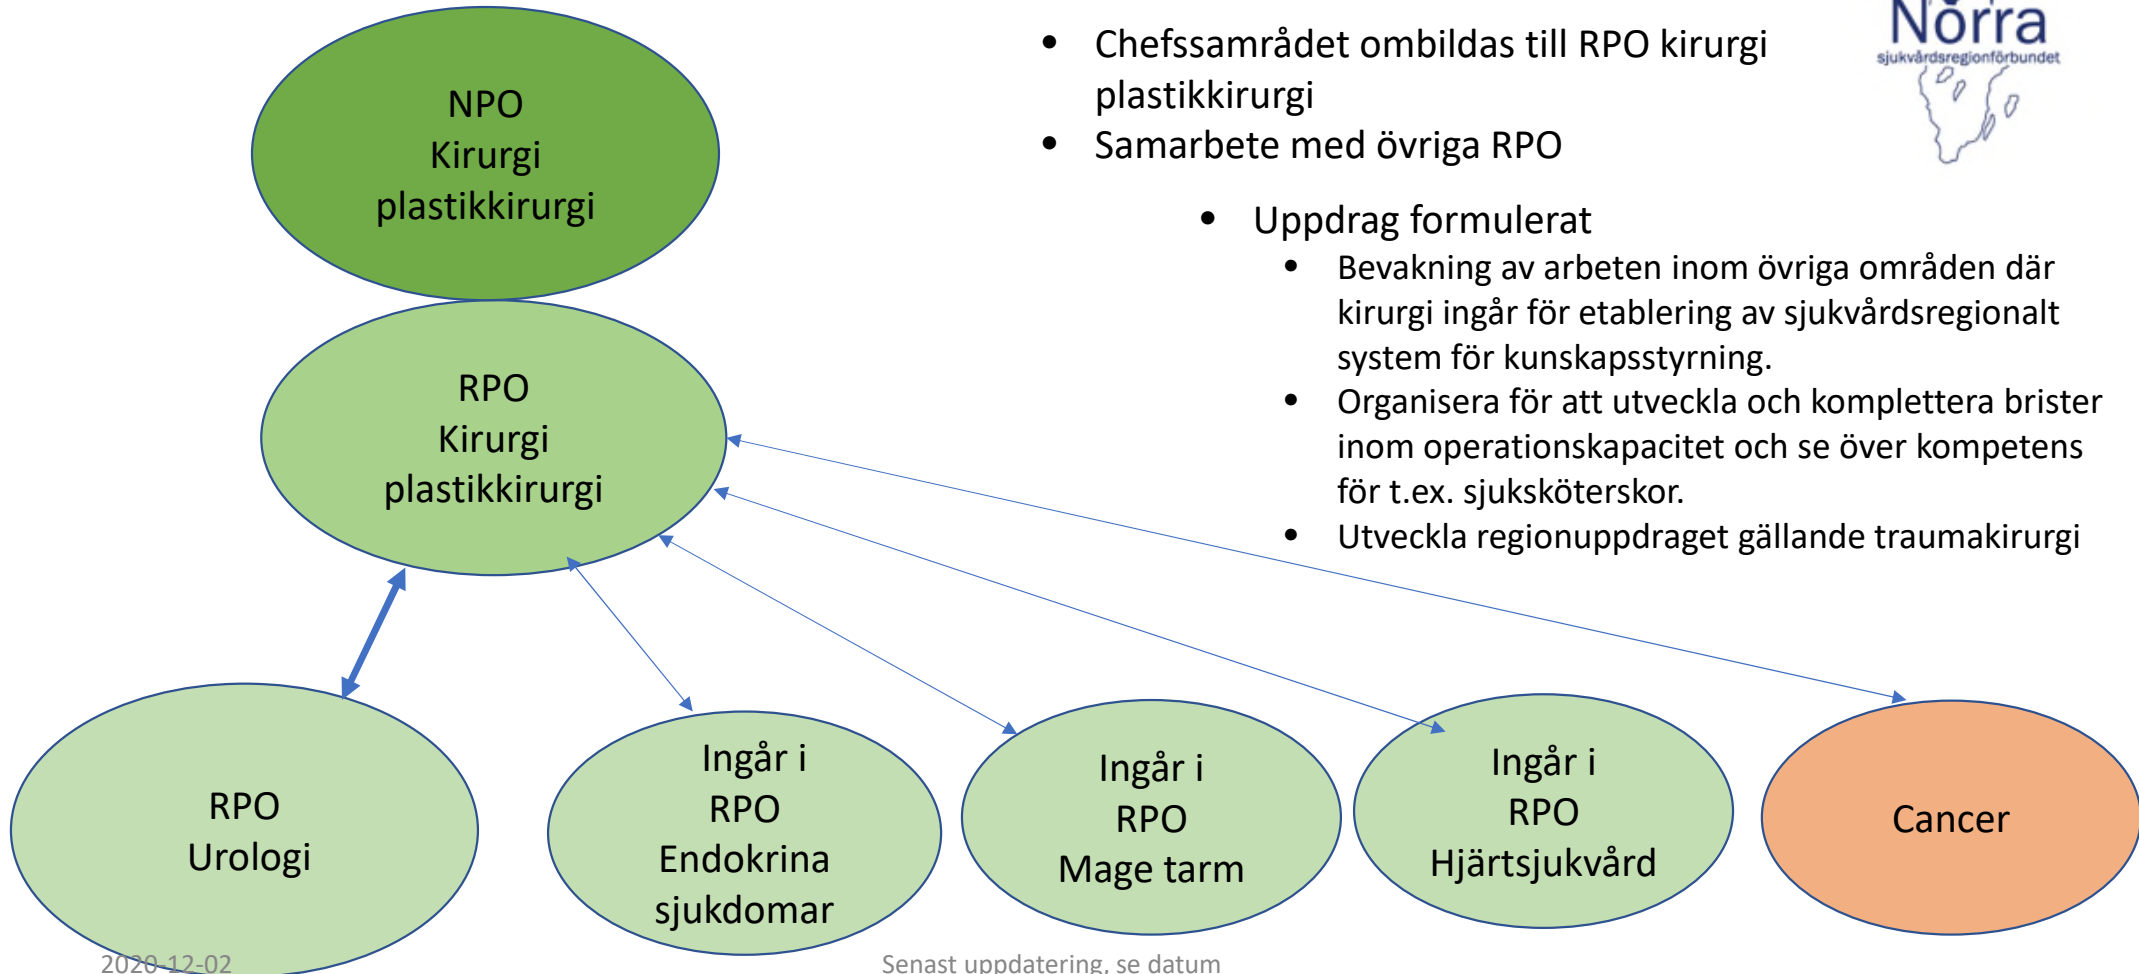 Norra
sjukvårdsregionförbundet
• Chefssamrådet ombildas till RPO kirurgi
plastikkirurgi
• Samarbete med övriga RPO
• Uppdrag formulerat
• Bevakning av arbeten inom övriga områden där
kirurgi ingår för etablering av sjukvårdsregionalt
system för kunskapsstyrning.
• Organisera för att utveckla och komplettera brister
inom operationskapacitet och se över kompetens
för t.ex. sjuksköterskor.
• Utveckla regionuppdraget gällande traumakirurgi
NPO
Kirurgi
plastikkirurgi
RPO
Kirurgi
plastikkirurgi
RPO
Urologi
Ingår i
RPO
Endokrina
sjukdomar
Ingår i
RPO
Mage tarm
Ingår i
RPO
Hjärtsjukvård
Cancer
2020-12-02
Senast uppdatering, se datum